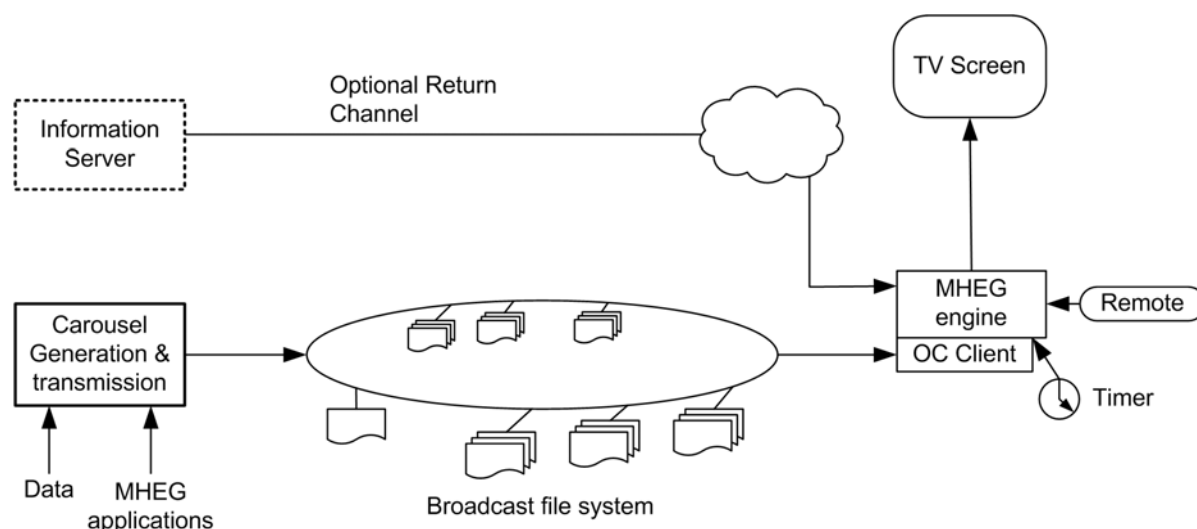 TV Screen
Optional Return
Channel
Information
Server
MHEG
engine
Remote
Carousel
Generation &
transmission
OC Client
Timer
Data
MHEG
applications
Broadcast file system